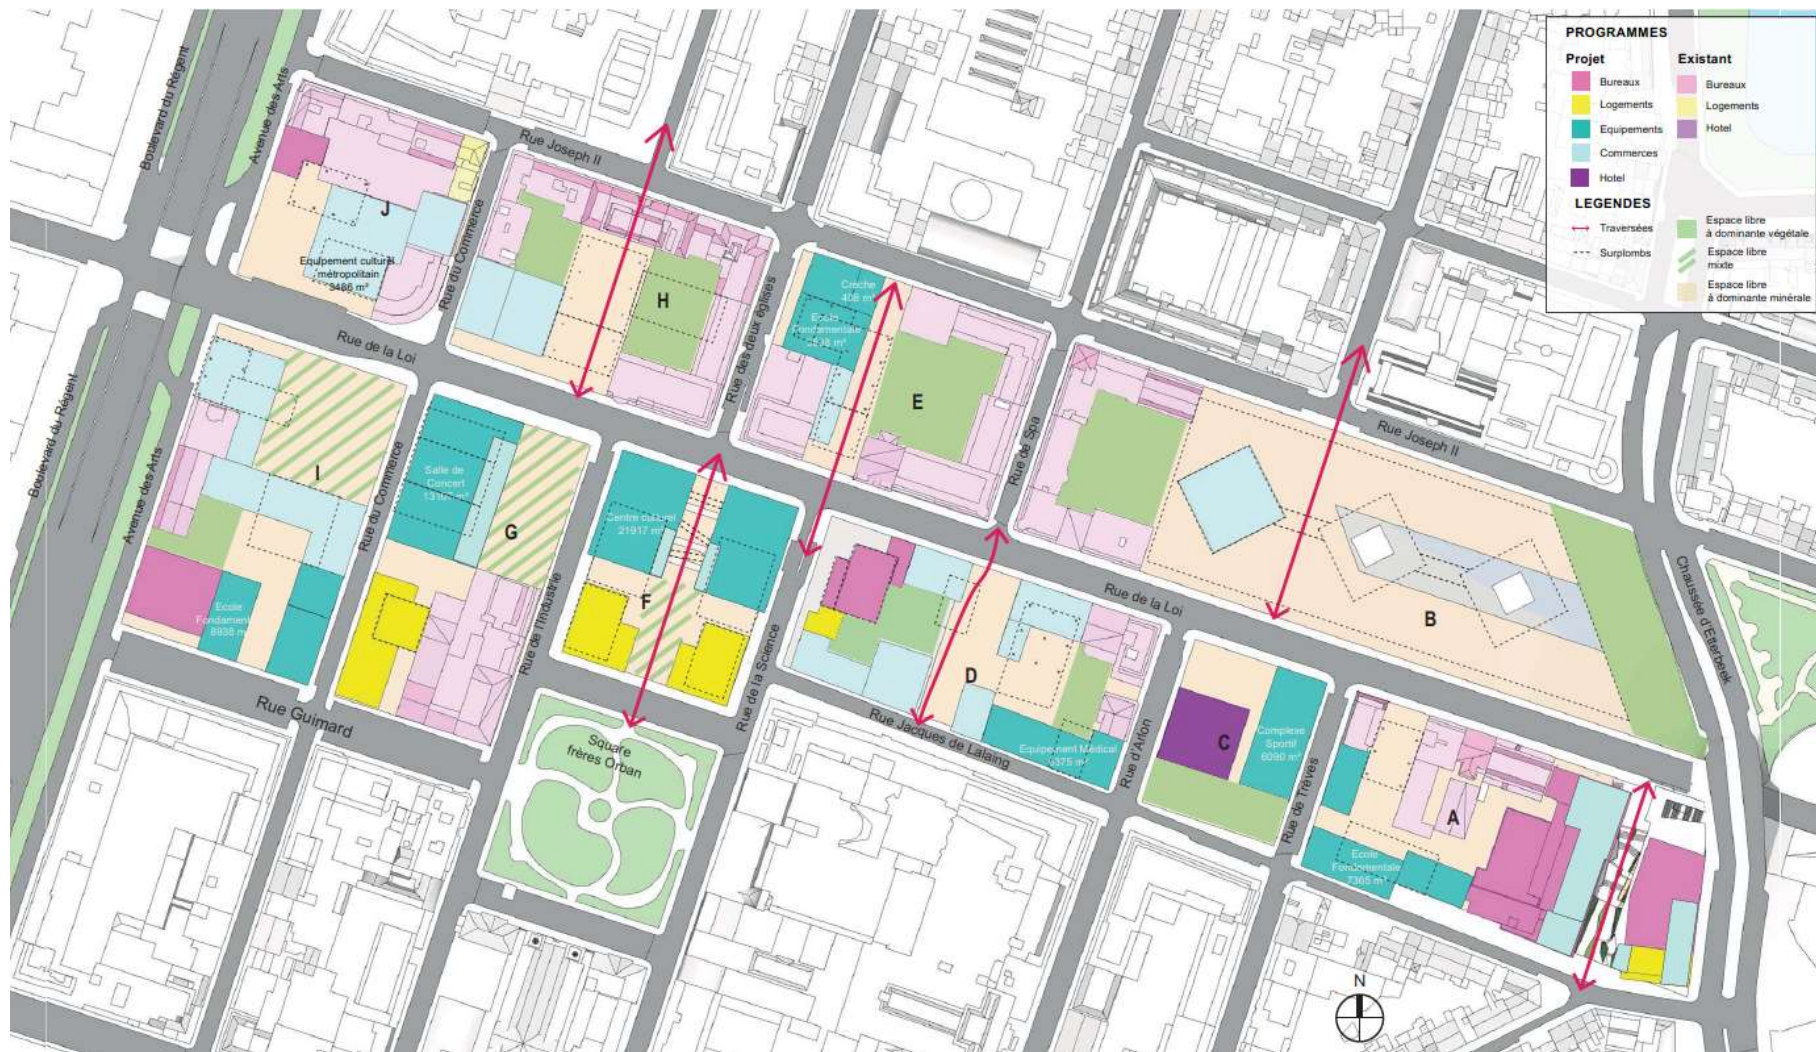 PROGRAMMES
Projet
Existant
Bureaux
Logements
Equipements
Commerces
Hotel
Bureaux
Logements
Hotel
LEGENDES
Traversées
Surplombs
Espace libre
à dominante végétale
Espace libre
mixte
Espace libre
à dominante minérale
Boulevard du Régent
Avenue des Arts
Rue Joseph II
J
Equipement culturel
métropolitain
3486 m²
Rue du Commerce
H
Rue des deux églises
Crèche
Ecole
Fondamentale
E
Rue de Spa
Rue Joseph II
Rue de la Loi
Boulevard du Régent
Avenue des Arts
I
Ecole
Fondament
8938 m²
Rue du Commerce
Salle de
Concert
G
Rue de l'Industrie
Centre culturel
21917 m²
F
Rue de la Science
D
Equipement Médical
Rue de la Loi
B
Chaussée d'Etterbeek
Rue Guimard
Square
frères Orban
Rue Jacques de Lalaing
Rue d'Arlon
C
Complexe
Sportif
6090 m²
Rue de Trèves
A
Ecole
Fondamentale
7365 m²
N